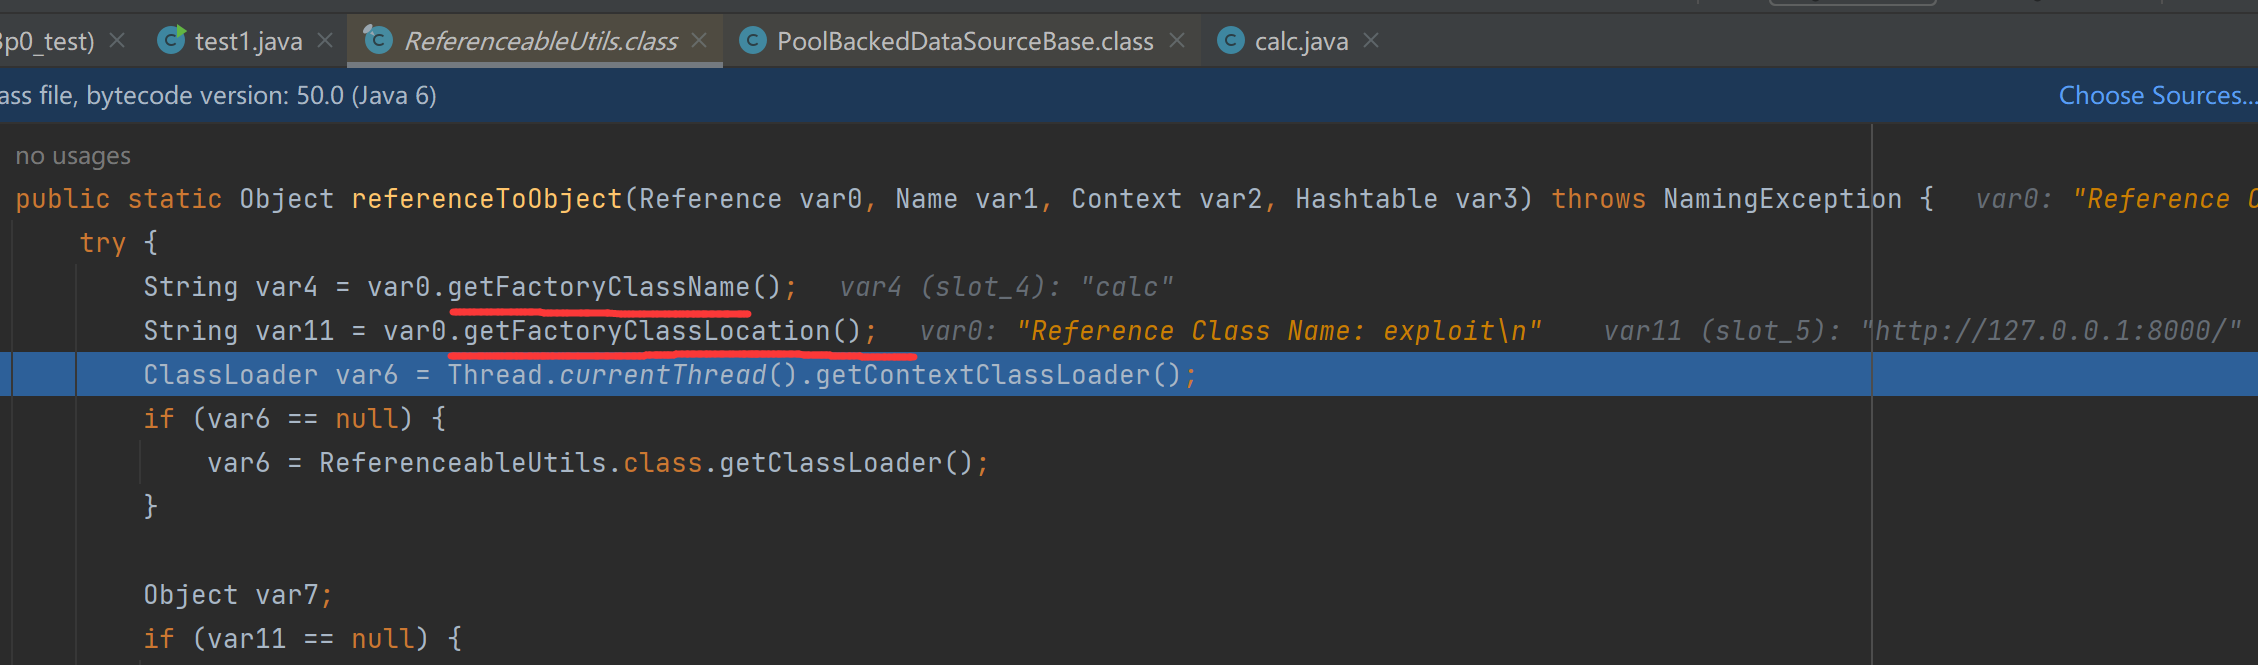 3p0_test) test1.java ReferenceableUtils.class PoolBackedDataSourceBase.class calc.java
ass file, bytecode version: 50.0 (Java 6) Choose Sources...
no usages
public static Object referenceToObject(Reference var0, Name var1, Context var2, Hashtable var3) throws NamingException { var0: "Reference C
try {
String var4 = var0.getFactoryClassName(); var4 (slot_4): "calc"
String var11 = var0.getFactoryClassLocation(); var0: "Reference Class Name: exploit\n" var11 (slot_5): "http://127.0.0.1:8000/"
ClassLoader var6 = Thread.currentThread().getContextClassLoader();
if (var6 == null) {
var6 = ReferenceableUtils.class.getClassLoader();
}
Object var7;
if (var11 == null) {